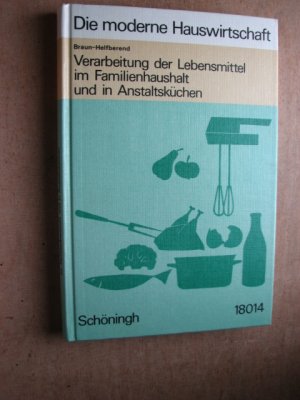 Die moderne Hauswirtschaft
Braun-Helfberend
Verarbeitung der Lebensmittel
im Familienhaushalt
und in Anstaltsküchen
Schöningh
18014